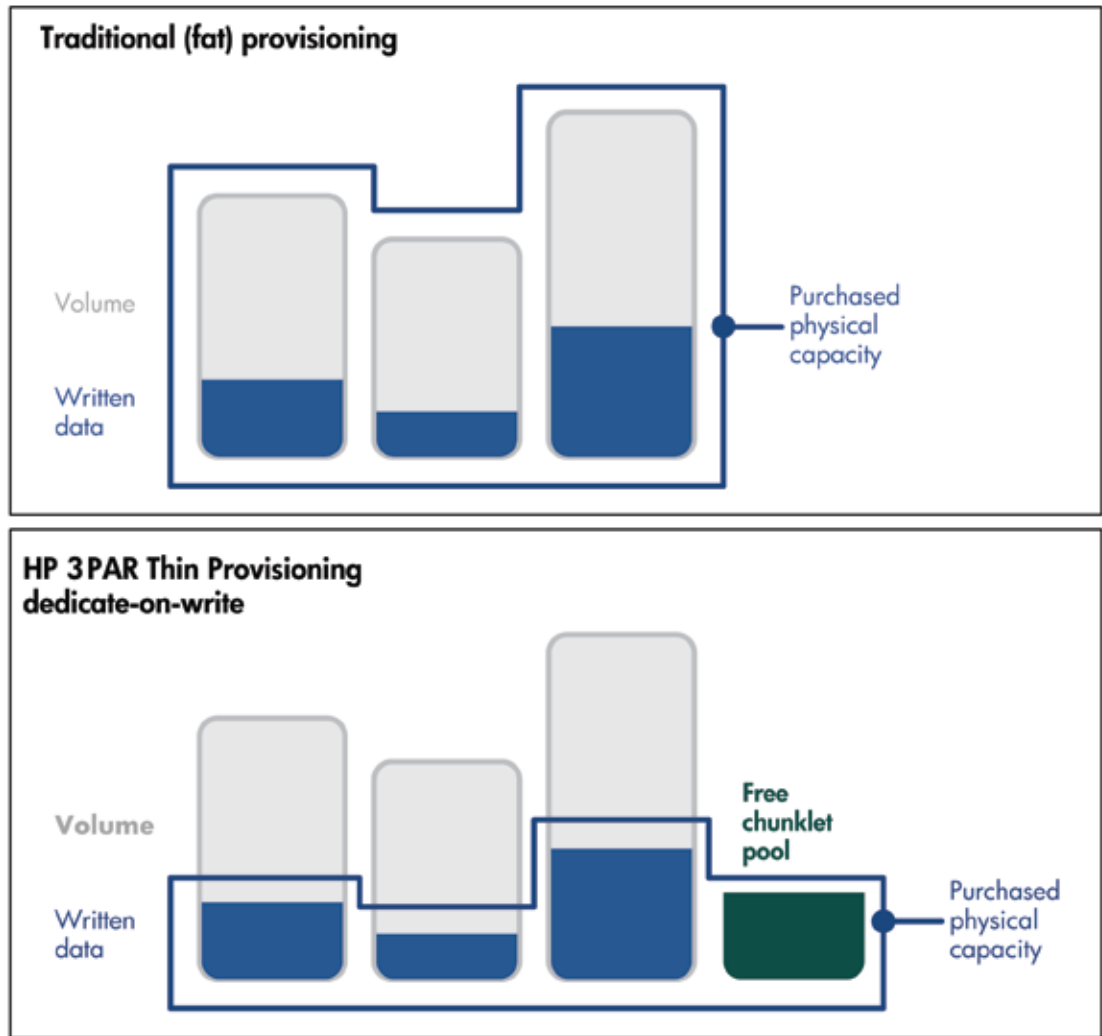 Traditional (fat) provisioning
Volume
Written
data
Purchased
physical
capacity
HP 3PAR Thin Provisioning
dedicate-on-write
Volume
Written
data
Free
chunklet
pool
Purchased
physical
capacity